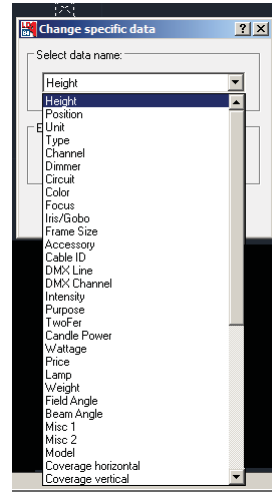 Change specific data
Select data name:
Height
Height
Position
Unit
Type
Channel
Dimmer
Circuit
Color
Focus
Iris/Gobo
Frame Size
Accessory
Cable ID
DMX Line
DMX Channel
Intensity
Purpose
TwoFer
Candle Power
Wattage
Price
Lamp
Weight
Field Angle
Beam Angle
Misc 1
Misc 2
Model
Coverage horizontal
Coverage vertical